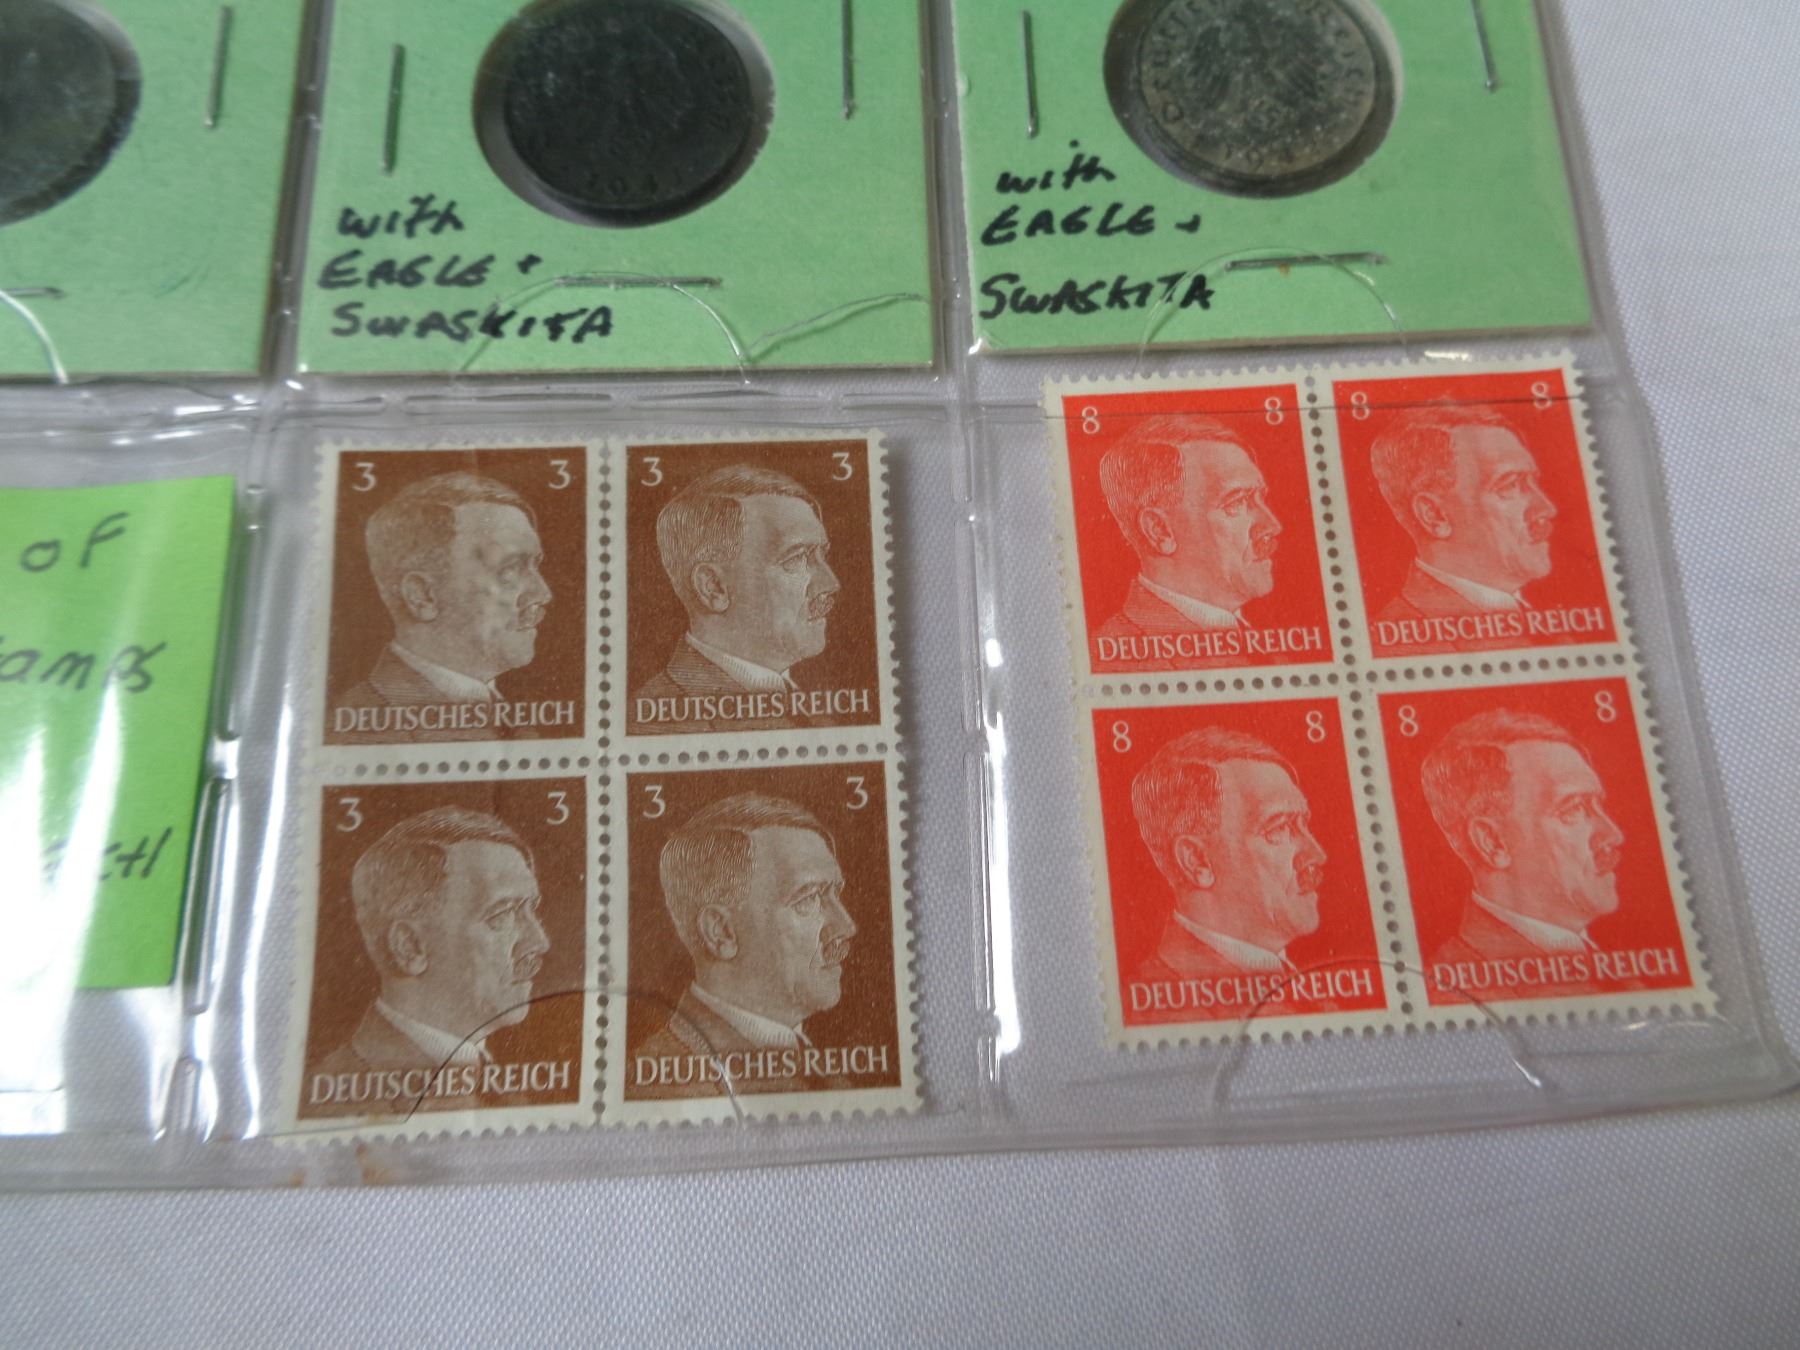 with
EAGLE +
SWASKITA
DEUTSCHES REICH
with
EAGLE +
SWASKITA
OF
3 3
DEUTSCHES REICH
3 3
DEUTSCHES REICH
3 3
DEUTSCHES REICH
3 3
DEUTSCHES REICH
8 8
DEUTSCHES REICH
8 8
DEUTSCHES REICH
8 8
DEUTSCHES REICH
8 8
DEUTSCHES REICH